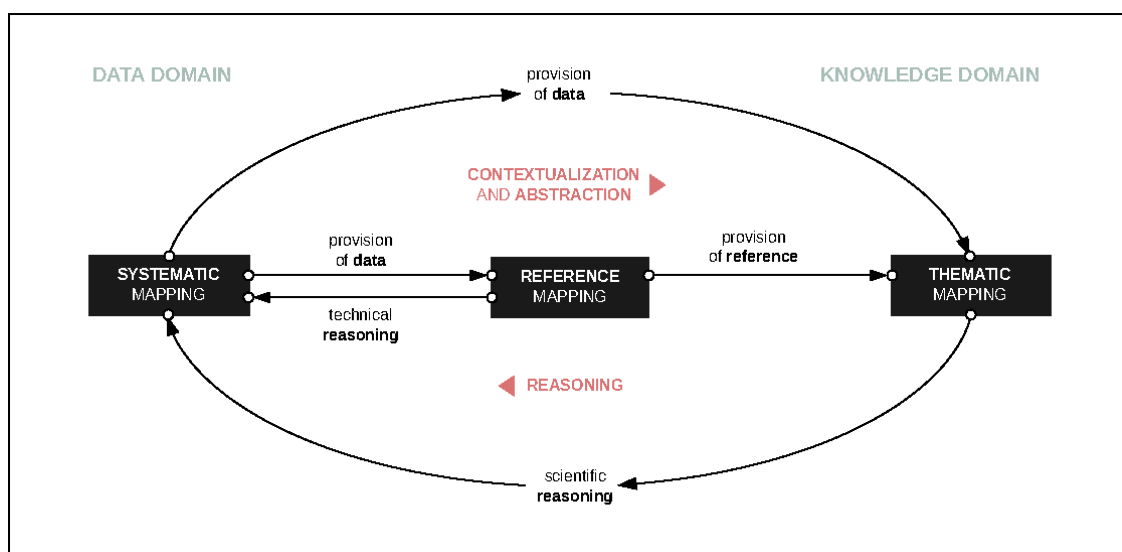 DATA DOMAIN
KNOWLEDGE DOMAIN
provision
of data
CONTEXTUALIZATION
AND ABSTRACTION
provision
of data
provision
of reference
SYSTEMATIC
MAPPING
REFERENCE
MAPPING
THEMATIC
MAPPING
technical
reasoning
REASONING
scientific
reasoning